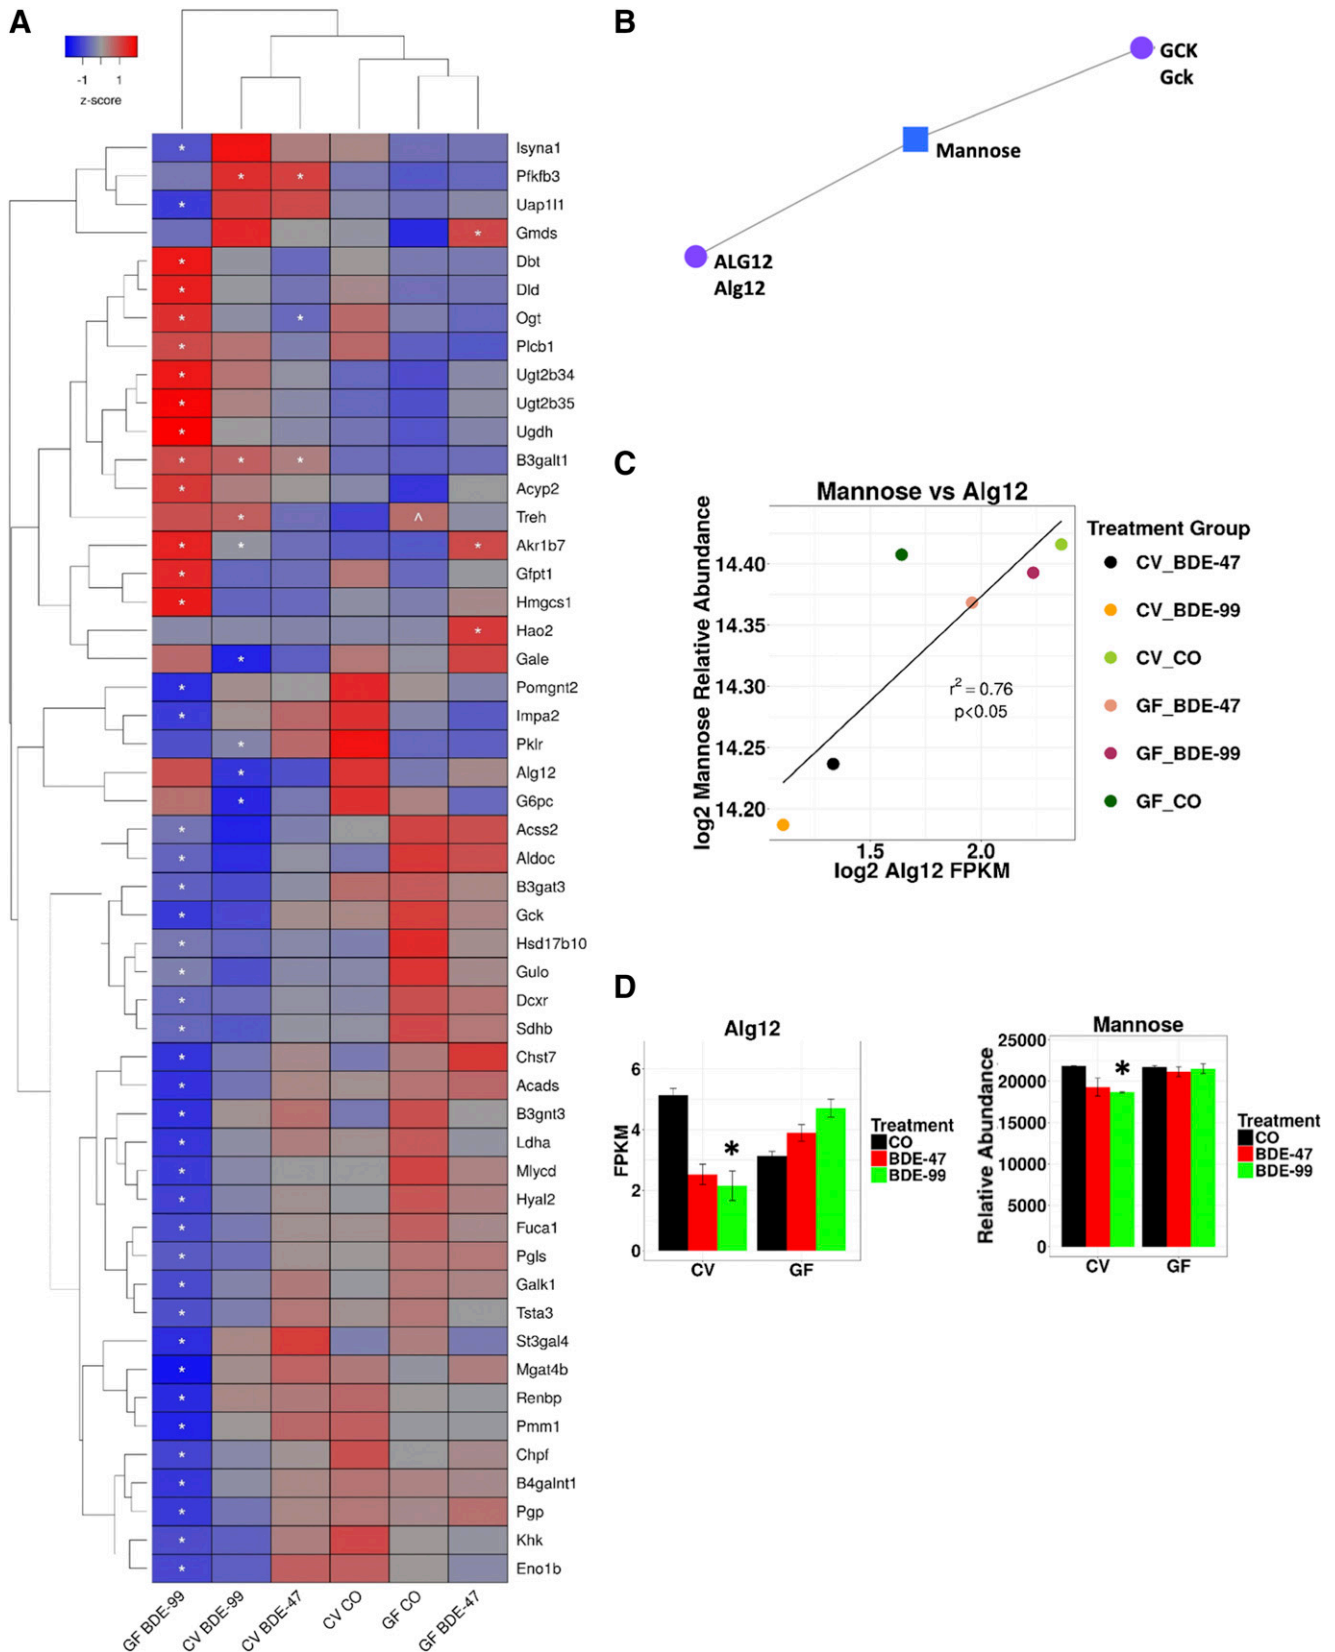 A
-1 1
z-score
Isyna1
* 
Pfkfb3
* *
Uap1l1
*
Gmds
*
Dbt
*
Dld
*
Ogt
* *
Plcb1
*
Ugt2b34
*
Ugt2b35
*
Ugdh
*
B3galt1
* * *
Acyp2
*
Treh
* ^
Akr1b7
* * *
Gfpt1
*
Hmgcs1
*
Hao2
*
Gale
*
Pomgnt2
*
Impa2
*
Pklr
*
Alg12
*
G6pc
*
Acss2
*
Aldoc
*
B3gat3
*
Gck
*
Hsd17b10
*
Gulo
*
Dcxr
*
Sdhb
*
Chst7
*
Acads
*
B3gnt3
*
Ldha
*
Mlycd
*
Hyal2
*
Fuca1
*
Pgls
*
Galk1
*
Tsta3
*
St3gal4
*
Mgat4b
*
Renbp
*
Pmm1
*
Chpf
*
B4galnt1
*
Pgp
*
Khk
*
Eno1b
*
GF BDE-99
CV BDE-99
CV BDE-47
CV CO
GF CO
GF BDE-47
B
GCK
Gck
Mannose
ALG12
Alg12
C
Mannose vs Alg12
log2 Mannose Relative Abundance
14.40
14.35
14.30
14.25
14.20
r² = 0.76
p<0.05
1.5 2.0
log2 Alg12 FPKM
Treatment Group
CV_BDE-47
CV_BDE-99
CV_CO
GF_BDE-47
GF_BDE-99
GF_CO
D
Alg12
FPKM
6
4
2
0
*
CV GF
Treatment
CO
BDE-47
BDE-99
Mannose
Relative Abundance
25000
20000
15000
10000
5000
0
*
CV GF
Treatment
CO
BDE-47
BDE-99